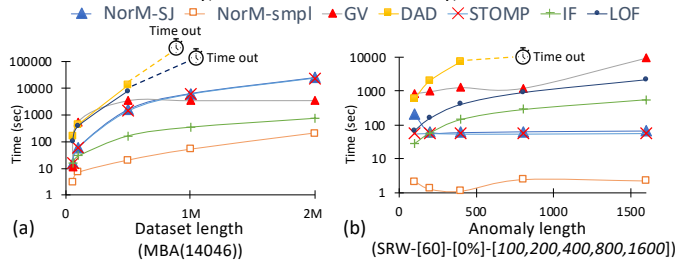 NorM-SJ NorM-smpl GV DAD STOMP IF LOF
Time out
100000
10000
1000
100
10
1
Time (sec)
0 1M 2M
(a) Dataset length
(MBA(14046))
Time out
10000
1000
100
10
1
Time (sec)
0 500 1000 1500
(b) Anomaly length
(SRW-[60]-[0%]-[100,200,400,800,1600])